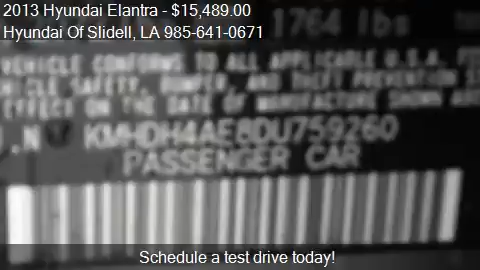 2013 Hyundai Elantra - $15,489.00
Hyundai Of Slidell, LA 985-641-0671
1764 lbs
VEHICLE CONFORMS TO ALL APPLICABLE U.S.A. FE
HICLE SAFETY, BUMPER, AND THEFT PREVENTION S
EFFECT ON THE DATE OF MANUFACTURE SHOWN ABO
.N KMHDH4AE8DU759260
PASSENGER CAR
Schedule a test drive today!